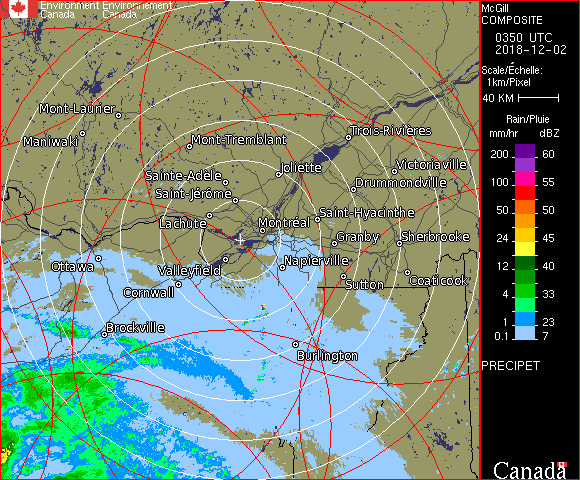 Environment Environnement
Canada Canada
McGill
COMPOSITE
0350 UTC
2018-12-02
Scale/Échelle:
1km/Pixel
40 KM
Rain/Pluie
mm/hr dBZ
200 60
100 55
50 50
24 45
12 40
4 33
1 23
0.1 7
PRECIPET
Canada
Mont-Laurier
Maniwaki
Mont-Tremblant
Trois-Rivières
Joliette
Victoriaville
Sainte-Adèle
Drummondville
Saint-Jérôme
Saint-Hyacinthe
Lachute
Montréal
Granby
Sherbrooke
Ottawa
Valleyfield
Napierville
Cornwall
Sutton
Coaticook
Brockville
Burlington